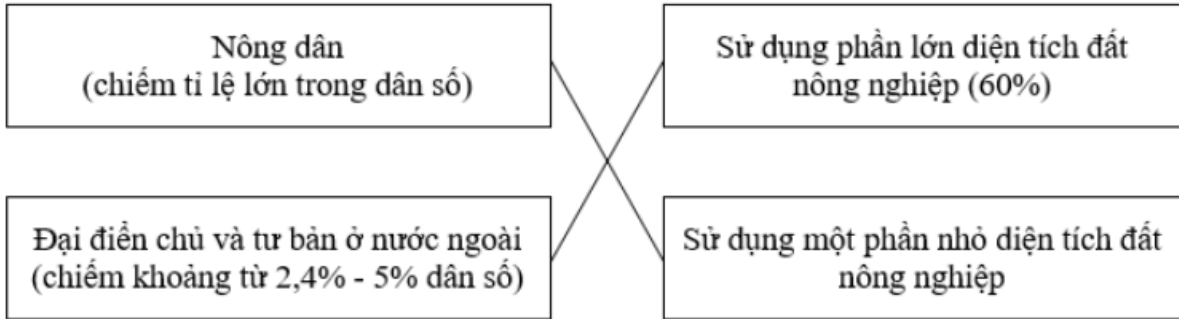 Nông dân
(chiếm tỉ lệ lớn trong dân số)
Sử dụng phần lớn diện tích đất
nông nghiệp (60%)
Đại điền chủ và tư bản ở nước ngoài
(chiếm khoảng từ 2,4% - 5% dân số)
Sử dụng một phần nhỏ diện tích đất
nông nghiệp